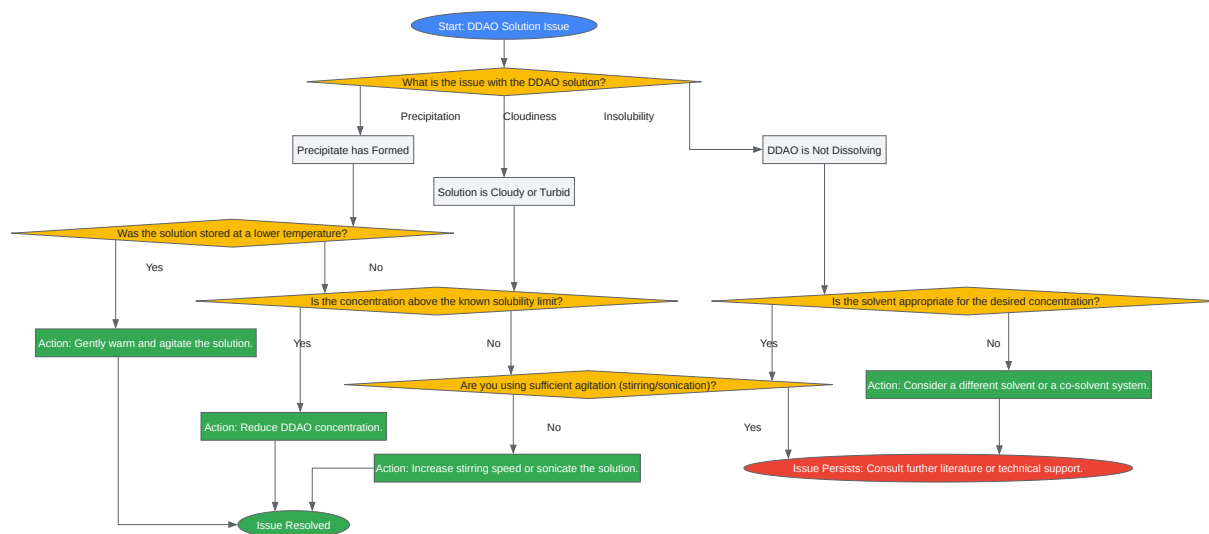 Start: DDAO Solution Issue
What is the issue with the DDAO solution?
Precipitation
Cloudiness
Insolubility
Precipitate has Formed
DDAO is Not Dissolving
Solution is Cloudy or Turbid
Was the solution stored at a lower temperature?
Yes
No
Is the concentration above the known solubility limit?
Is the solvent appropriate for the desired concentration?
Action: Gently warm and agitate the solution.
Yes
No
Yes
No
Are you using sufficient agitation (stirring/sonication)?
Action: Consider a different solvent or a co-solvent system.
Action: Reduce DDAO concentration.
No
Yes
Action: Increase stirring speed or sonicate the solution.
Issue Persists: Consult further literature or technical support.
Issue Resolved